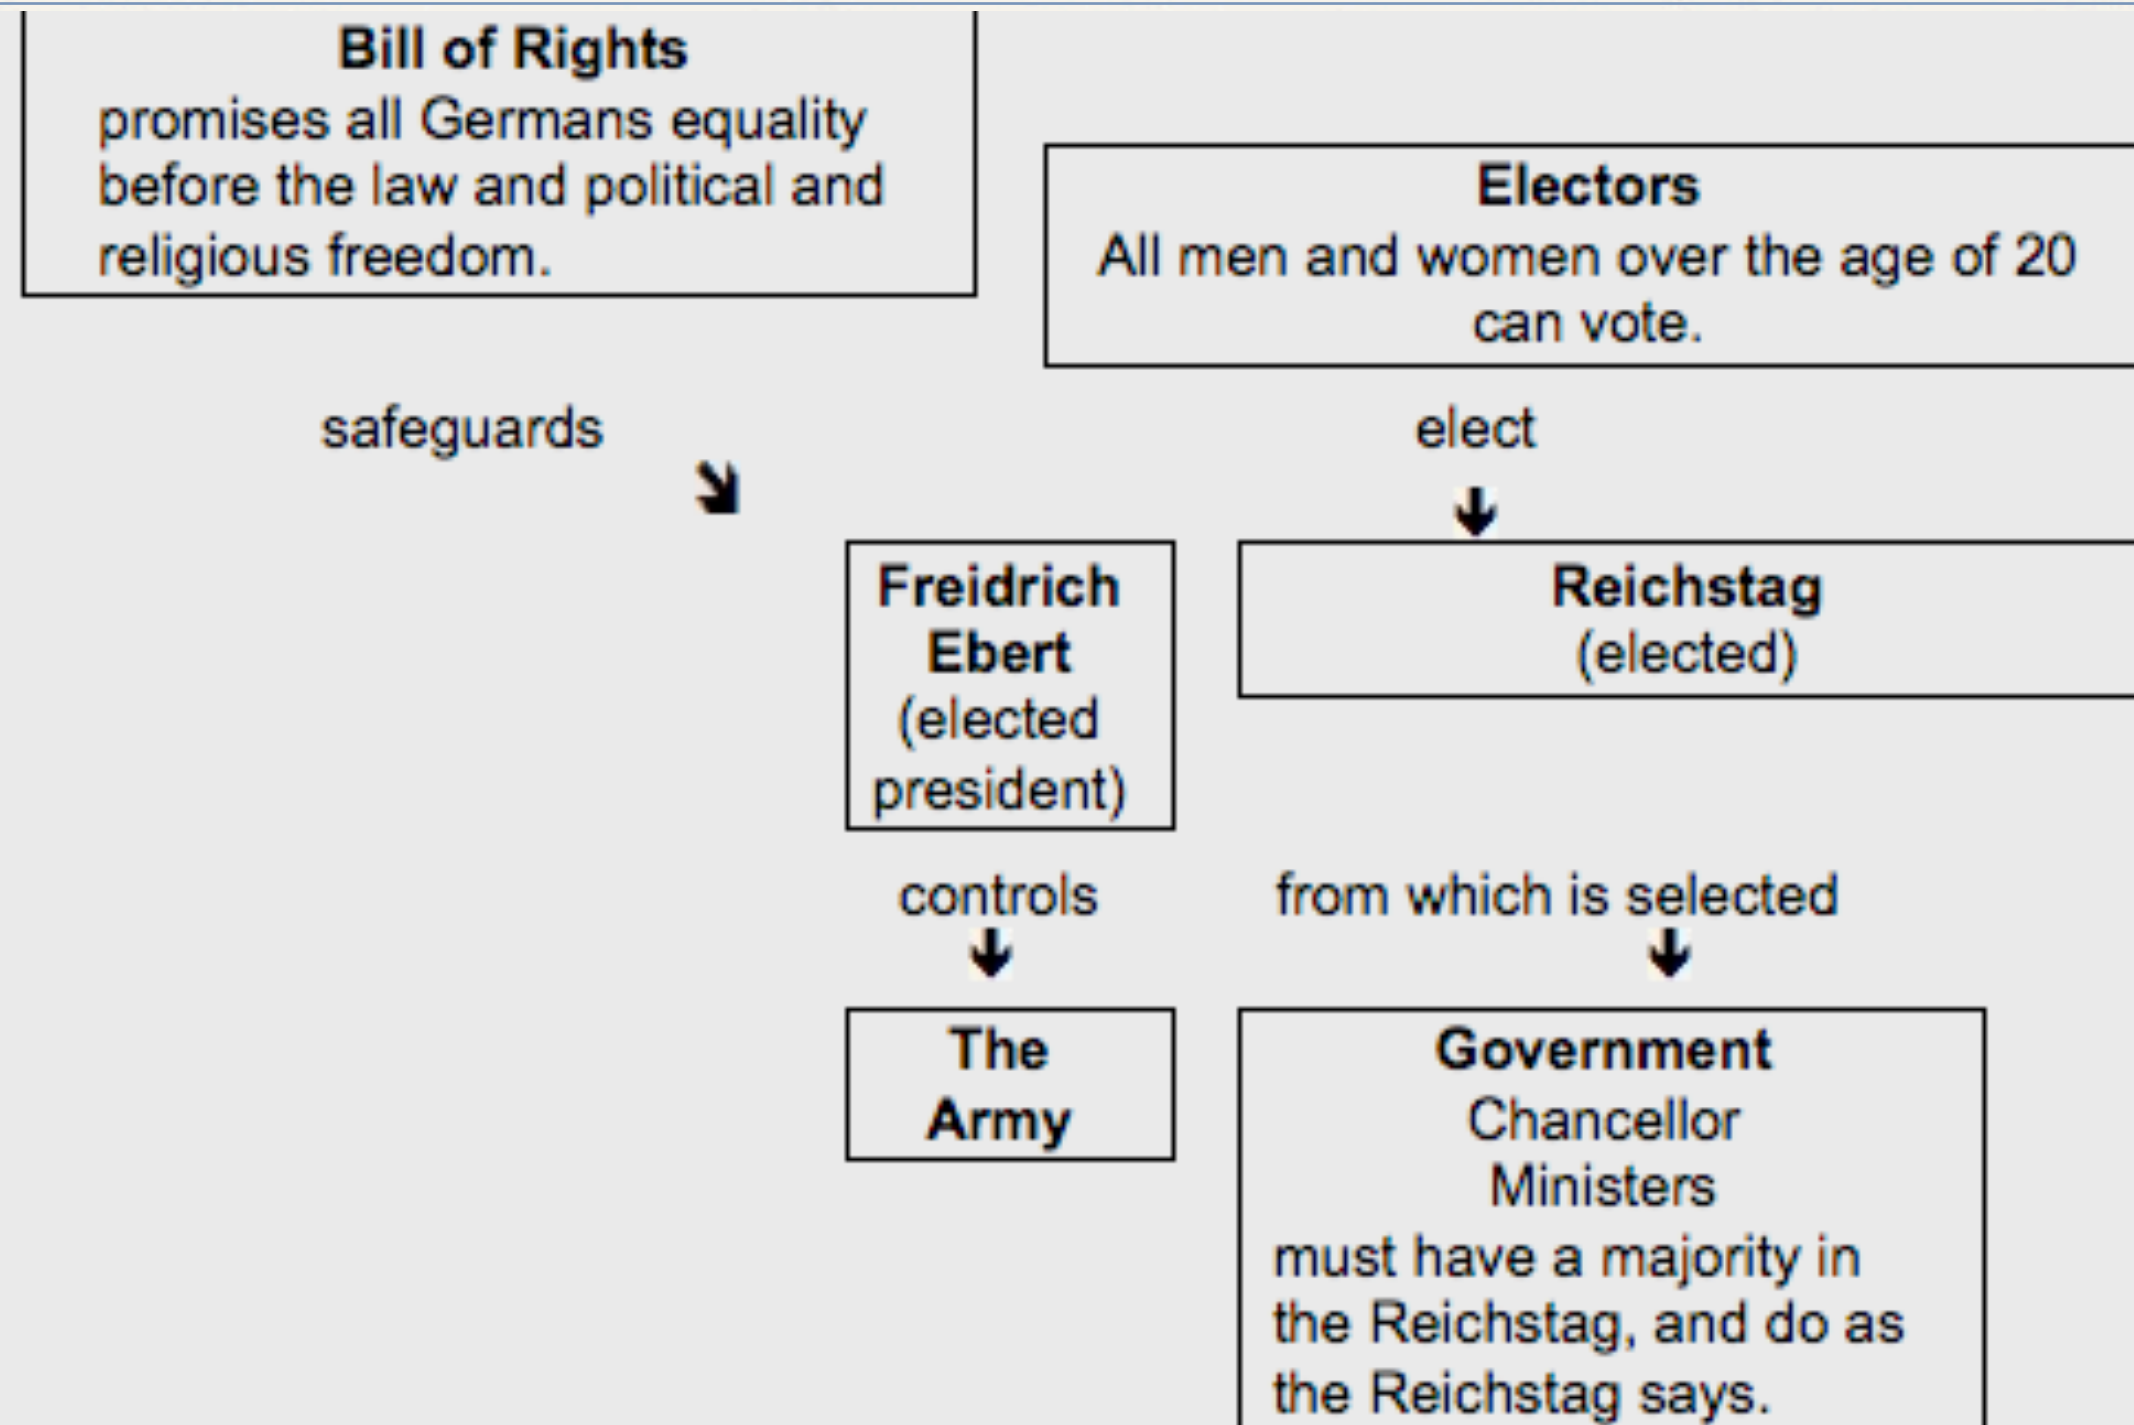 Bill of Rights
promises all Germans equality
before the law and political and
religious freedom.
Electors
All men and women over the age of 20
can vote.
safeguards
elect
Freidrich
Ebert
(elected
president)
Reichstag
(elected)
controls
from which is selected
The
Army
Government
Chancellor
Ministers
must have a majority in
the Reichstag, and do as
the Reichstag says.